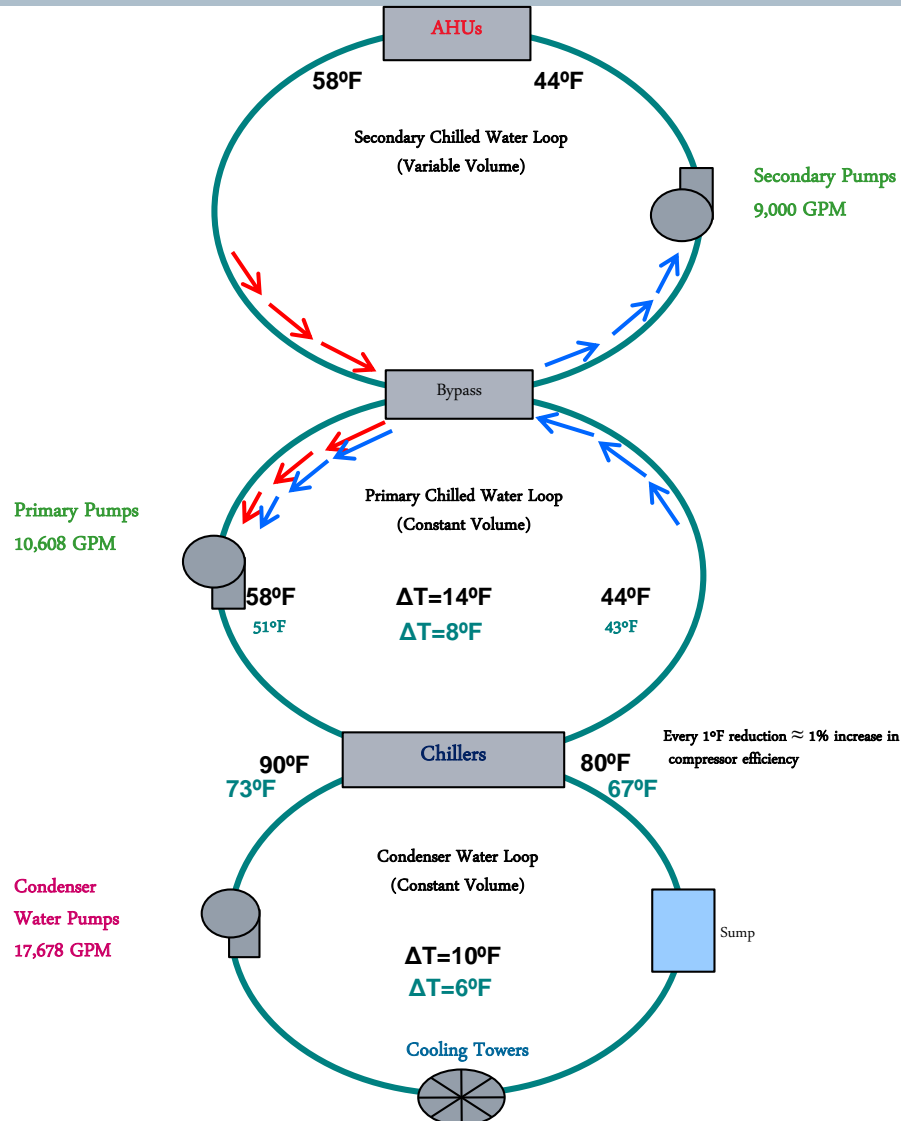 AHUs
58ºF
44ºF
Secondary Chilled Water Loop
(Variable Volume)
Secondary Pumps
9,000 GPM
Bypass
Primary Chilled Water Loop
(Constant Volume)
Primary Pumps
10,608 GPM
58ºF
ΔT=14ºF
44ºF
51ºF
ΔT=8ºF
43ºF
Every 1ºF reduction ≈ 1% increase in
compressor efficiency
Chillers
90ºF
80ºF
73ºF
67ºF
Condenser Water Loop
(Constant Volume)
Condenser
Water Pumps
17,678 GPM
Sump
ΔT=10ºF
ΔT=6ºF
Cooling Towers